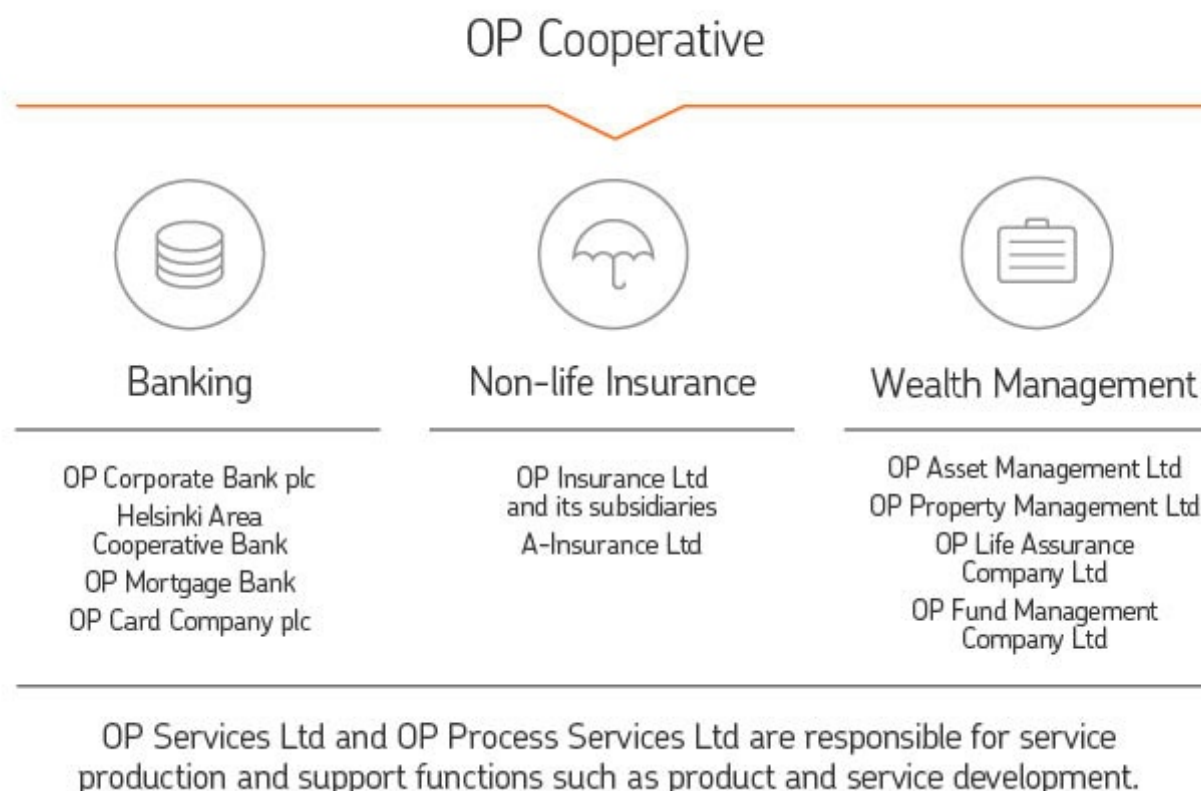 OP Cooperative
Banking
OP Corporate Bank plc
Helsinki Area
Cooperative Bank
OP Mortgage Bank
OP Card Company plc
Non-life Insurance
OP Insurance Ltd
and its subsidiaries
A-Insurance Ltd
Wealth Management
OP Asset Management Ltd
OP Property Management Ltd
OP Life Assurance
Company Ltd
OP Fund Management
Company Ltd
OP Services Ltd and OP Process Services Ltd are responsible for service
production and support functions such as product and service development.